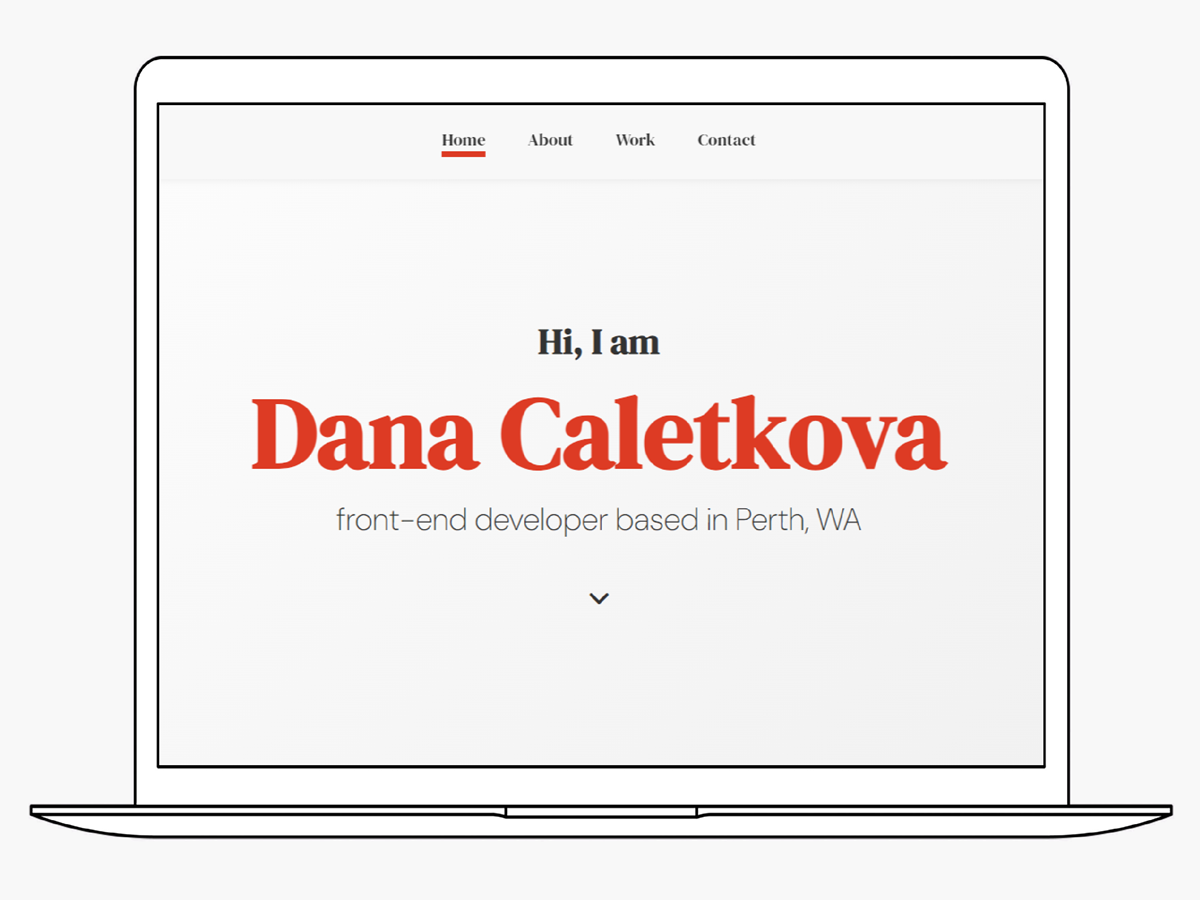 Home About Work Contact
Hi, I am
Dana Caletkova
front-end developer based in Perth, WA